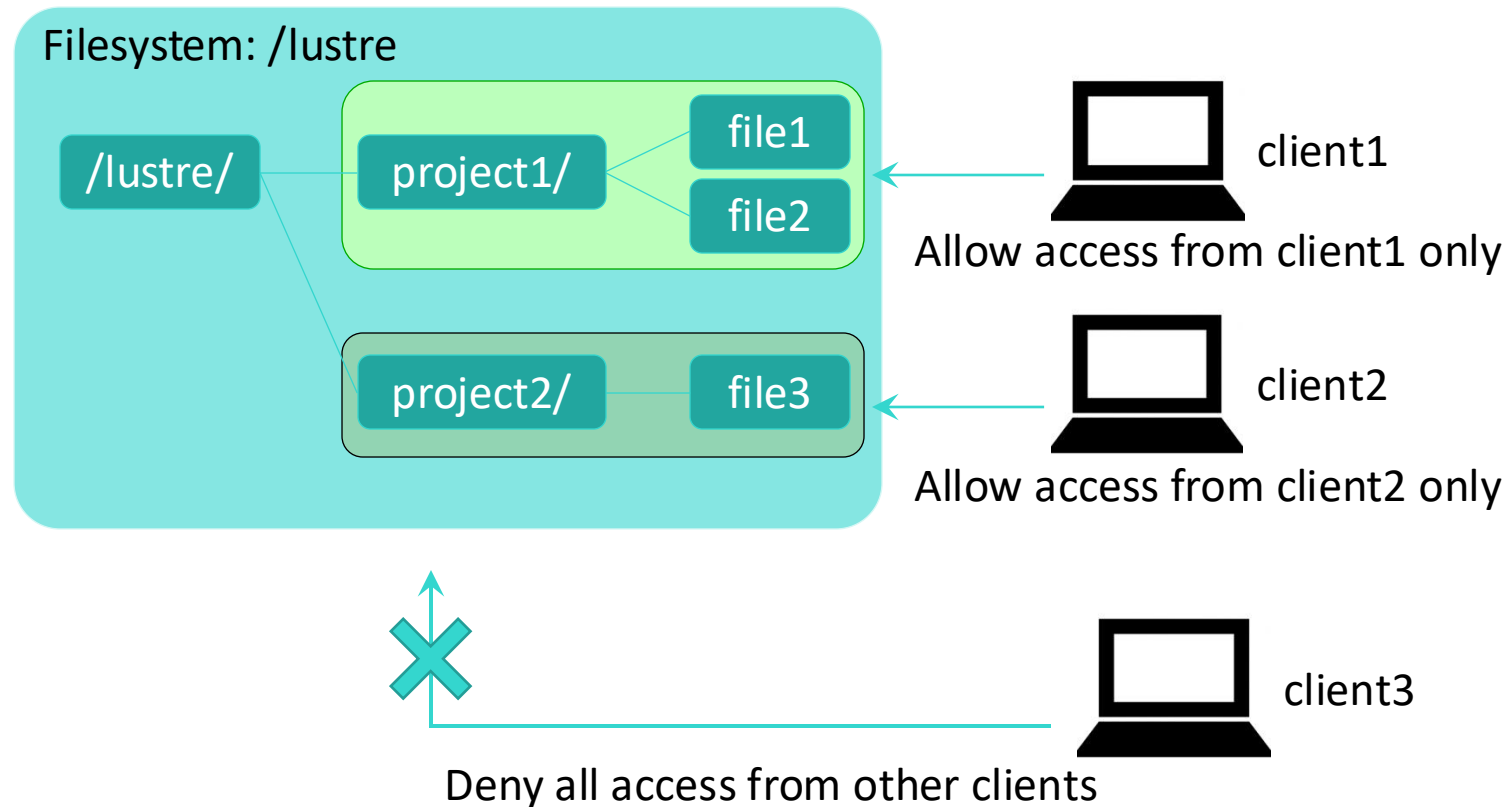 Filesystem: /lustre
/lustre/
project1/
file1
file2
client1
Allow access from client1 only
project2/
file3
client2
Allow access from client2 only
client3
Deny all access from other clients